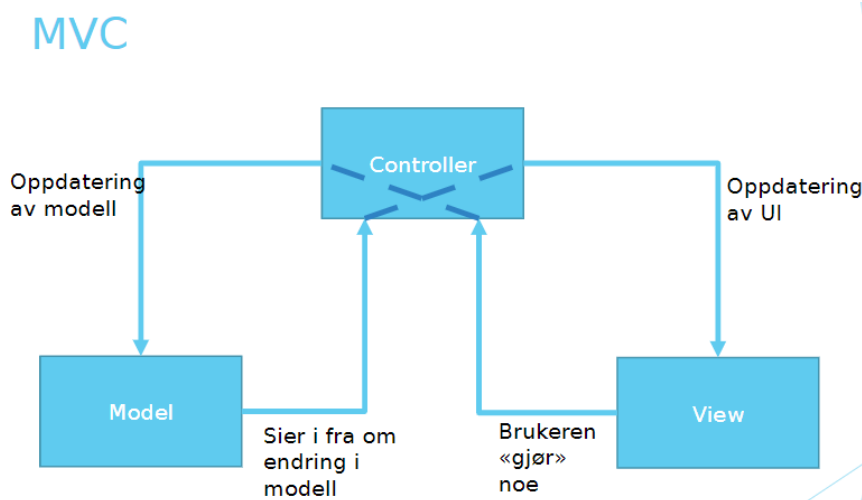 MVC
Controller
Oppdatering
av modell
Oppdatering
av UI
Model
View
Sier i fra om
endring i
modell
Brukeren
«gjør»
noe